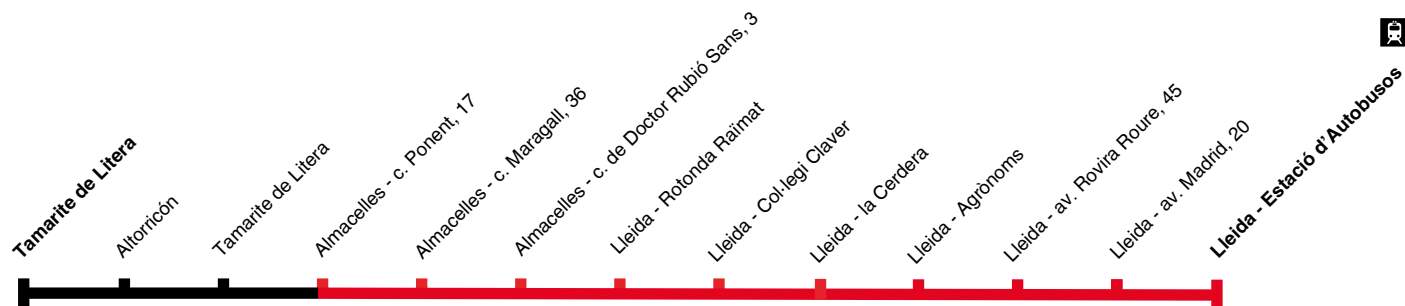 Tamarite de Litera
Altorricón
Tamarite de Litera
Almacelles - c. Ponent, 17
Almacelles - c. Maragall, 36
Almacelles - c. de Doctor Rubió Sans, 3
Lleida - Rotonda Raïmat
Lleida - Col·legi Claver
Lleida - la Cerdera
Lleida - Agrònoms
Lleida - av. Rovira Roure, 45
Lleida - av. Madrid, 20
Lleida - Estació d'Autobusos